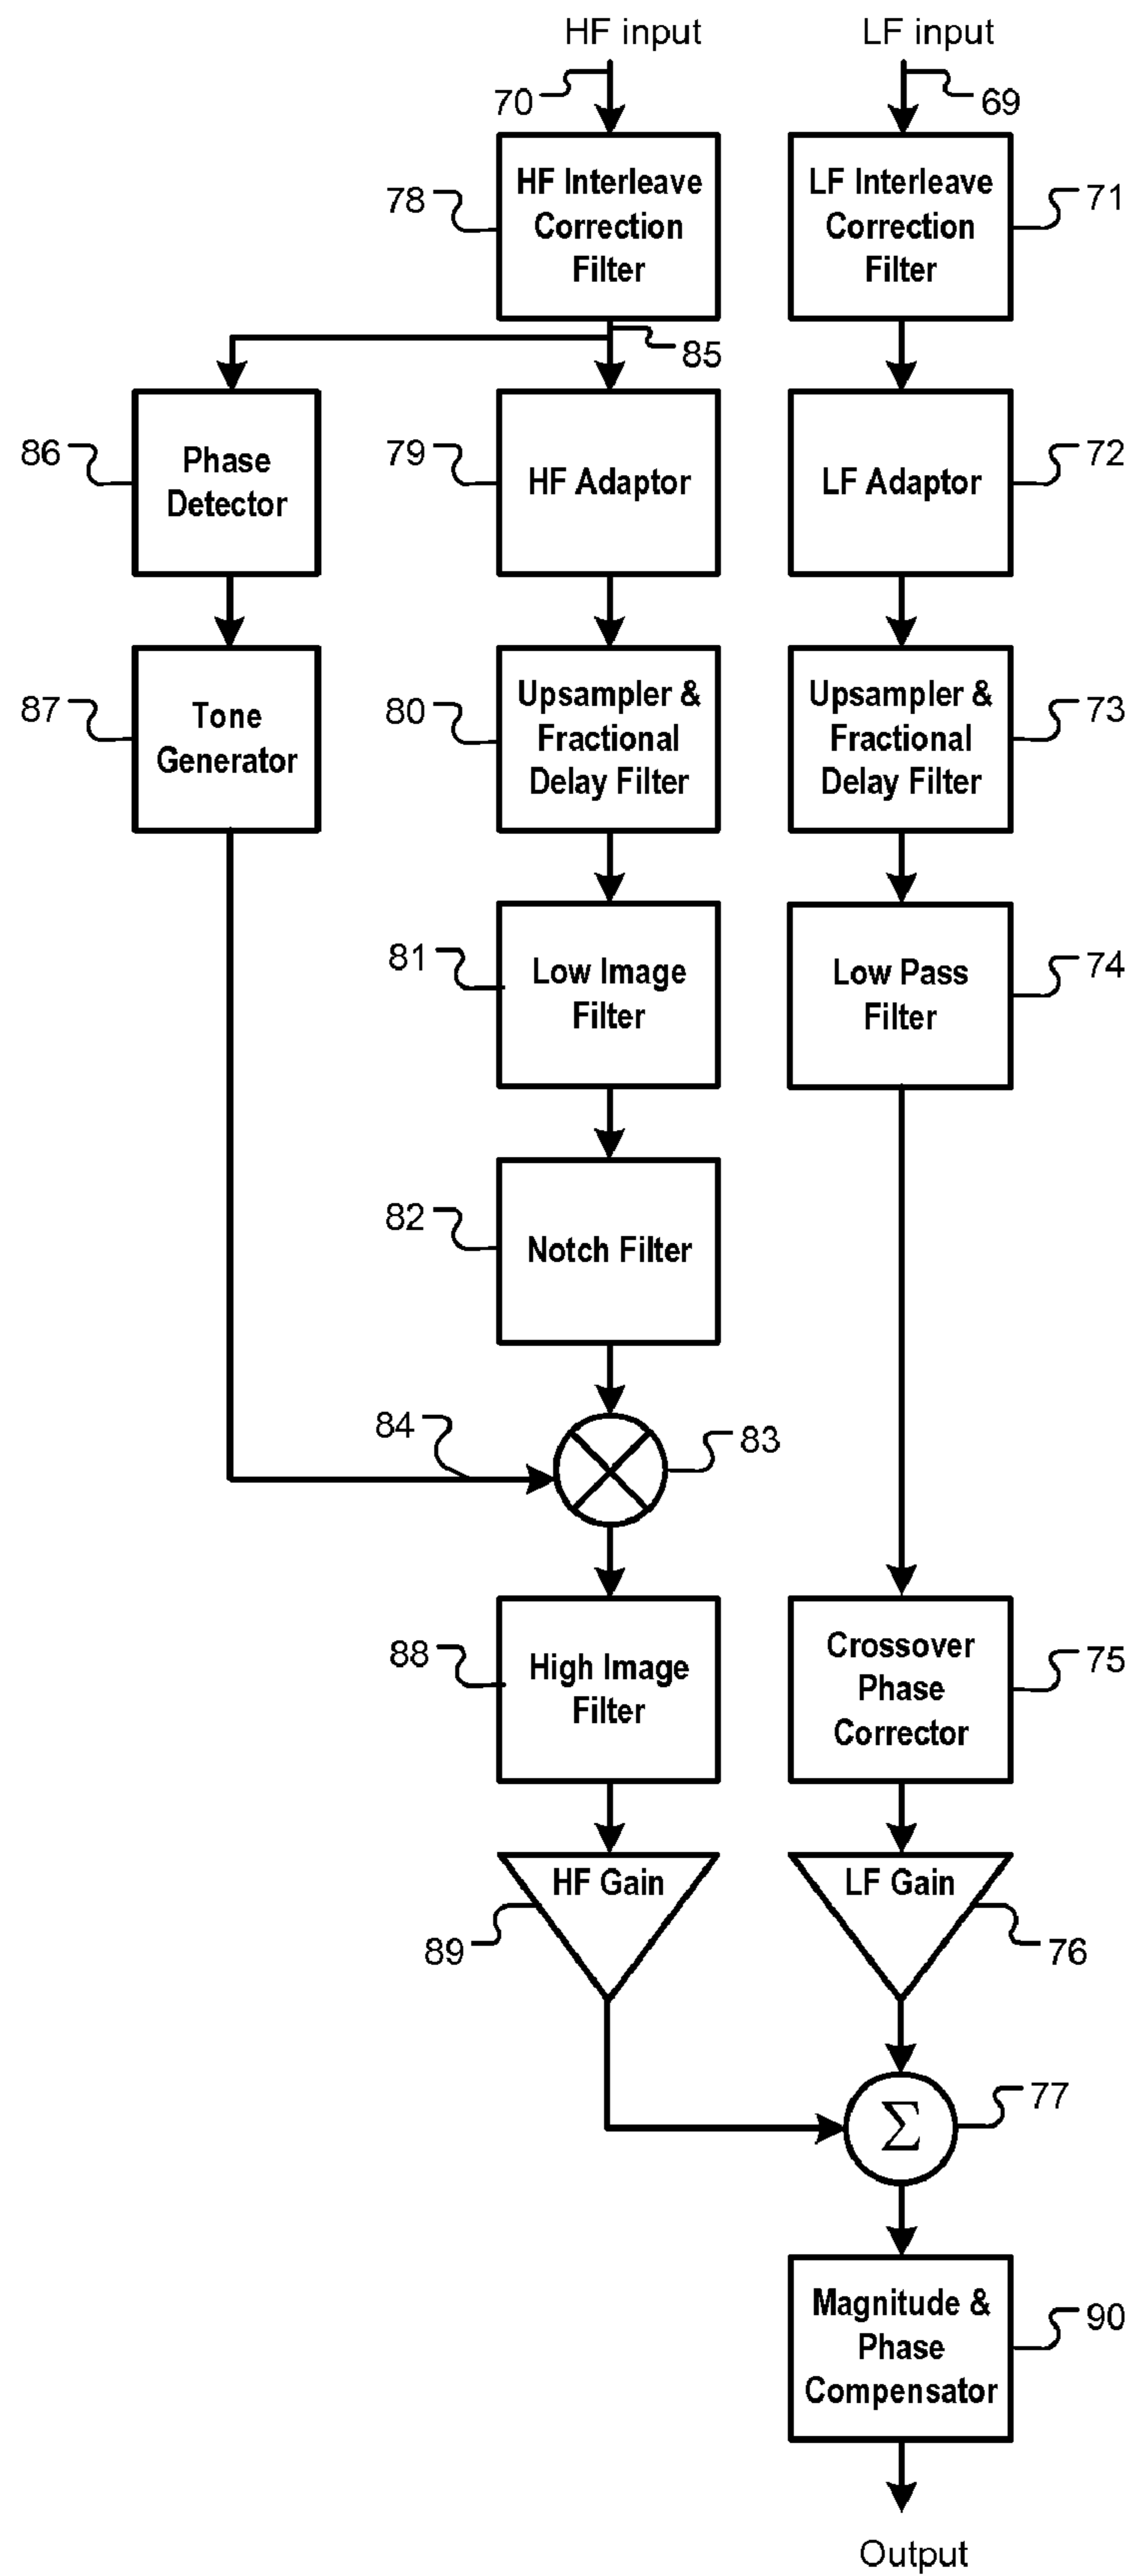 HF input
LF input
70
69
HF Interleave
Correction
Filter
78
LF Interleave
Correction
Filter
71
85
Phase
Detector
86
HF Adaptor
79
LF Adaptor
72
Tone
Generator
87
Upsampler &
Fractional
Delay Filter
80
Upsampler &
Fractional
Delay Filter
73
Low Image
Filter
81
Low Pass
Filter
74
Notch Filter
82
84
83
High Image
Filter
88
Crossover
Phase
Corrector
75
HF Gain
89
LF Gain
76
Σ
77
Magnitude &
Phase
Compensator
90
Output